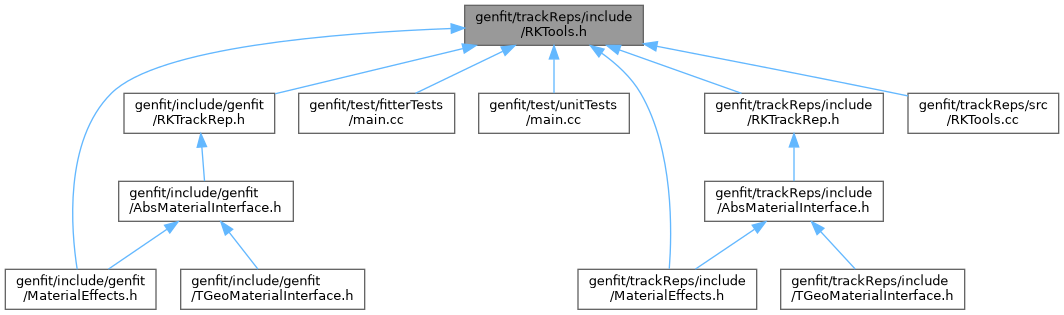 genfit/trackReps/include
/RKTools.h
genfit/include/genfit
/RKTrackRep.h
genfit/test/fitterTests
/main.cc
genfit/test/unitTests
/main.cc
genfit/trackReps/include
/RKTrackRep.h
genfit/trackReps/src
/RKTools.cc
genfit/include/genfit
/AbsMaterialInterface.h
genfit/trackReps/include
/AbsMaterialInterface.h
genfit/include/genfit
/MaterialEffects.h
genfit/include/genfit
/TGeoMaterialInterface.h
genfit/trackReps/include
/MaterialEffects.h
genfit/trackReps/include
/TGeoMaterialInterface.h